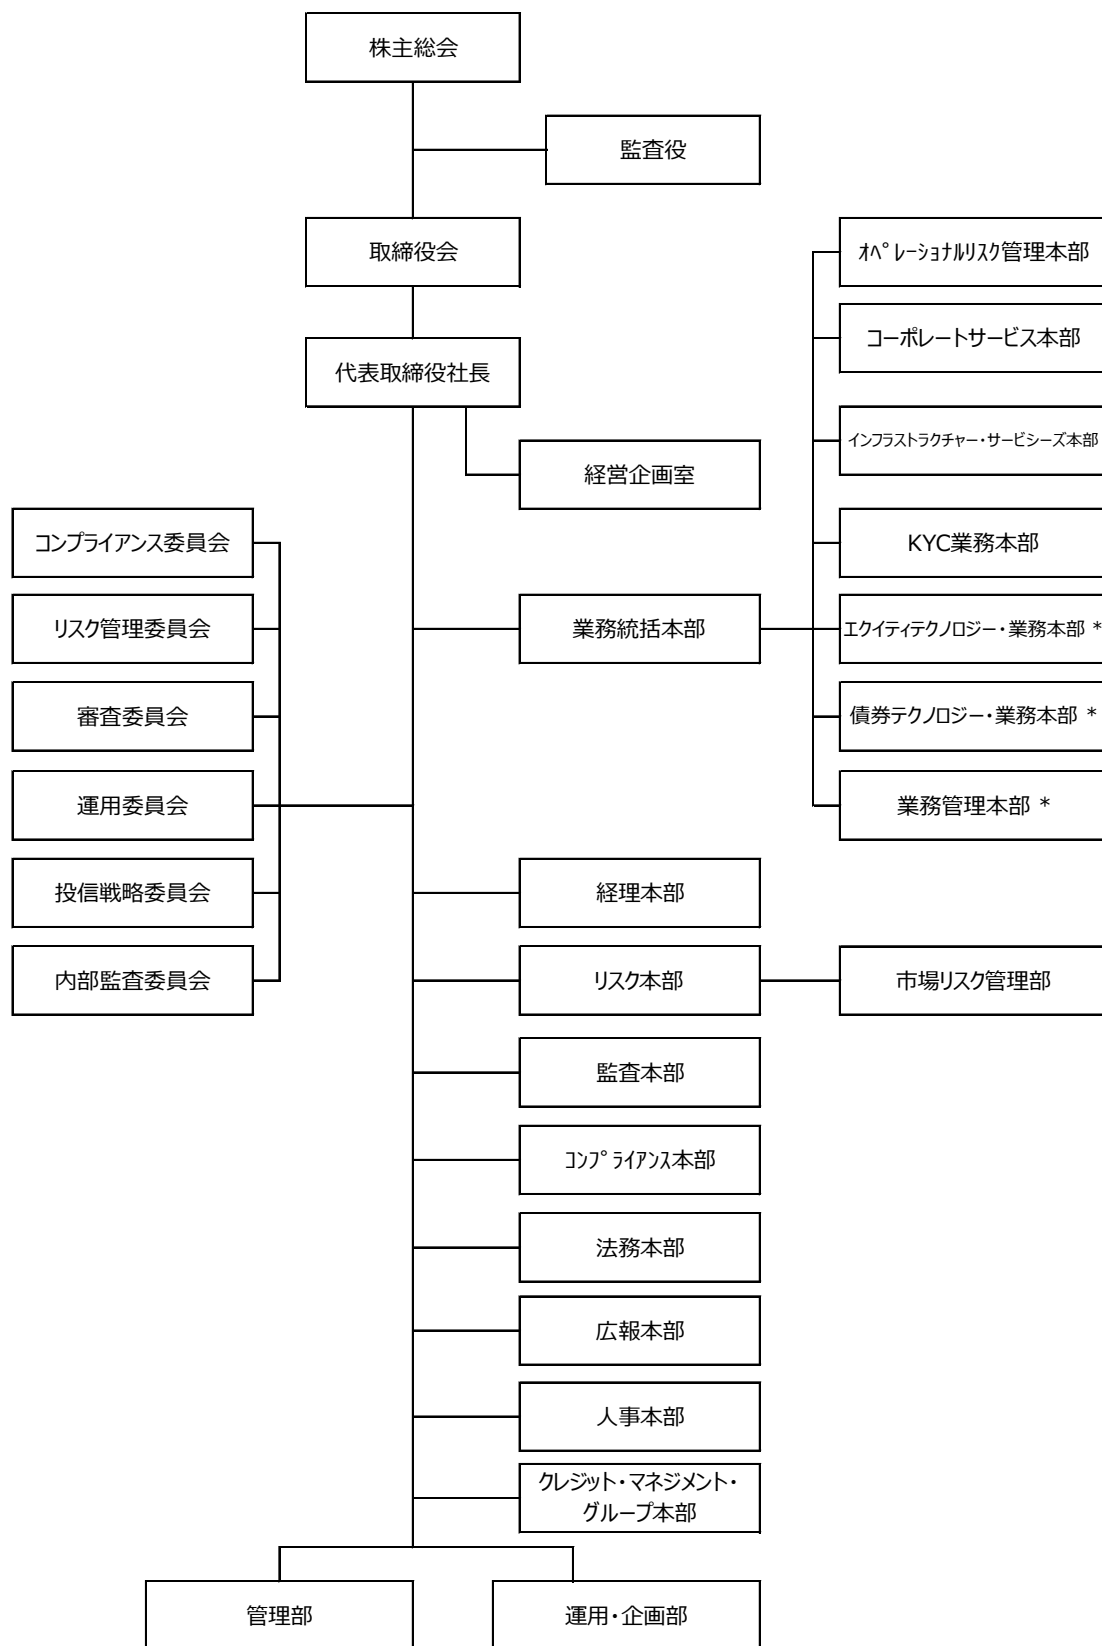 株主総会
監査役
取締役会
代表取締役社長
経営企画室
オペレーショナルリスク管理本部
コーポレートサービス本部
インフラストラクチャー・サービシーズ本部
KYC業務本部
エクイティテクノロジー・業務本部 *
債券テクノロジー・業務本部 *
業務管理本部 *
業務統括本部
コンプライアンス委員会
リスク管理委員会
審査委員会
運用委員会
投信戦略委員会
内部監査委員会
経理本部
リスク本部
市場リスク管理部
監査本部
コンプライアンス本部
法務本部
広報本部
人事本部
クレジット・マネジメント・
グループ本部
管理部
運用・企画部